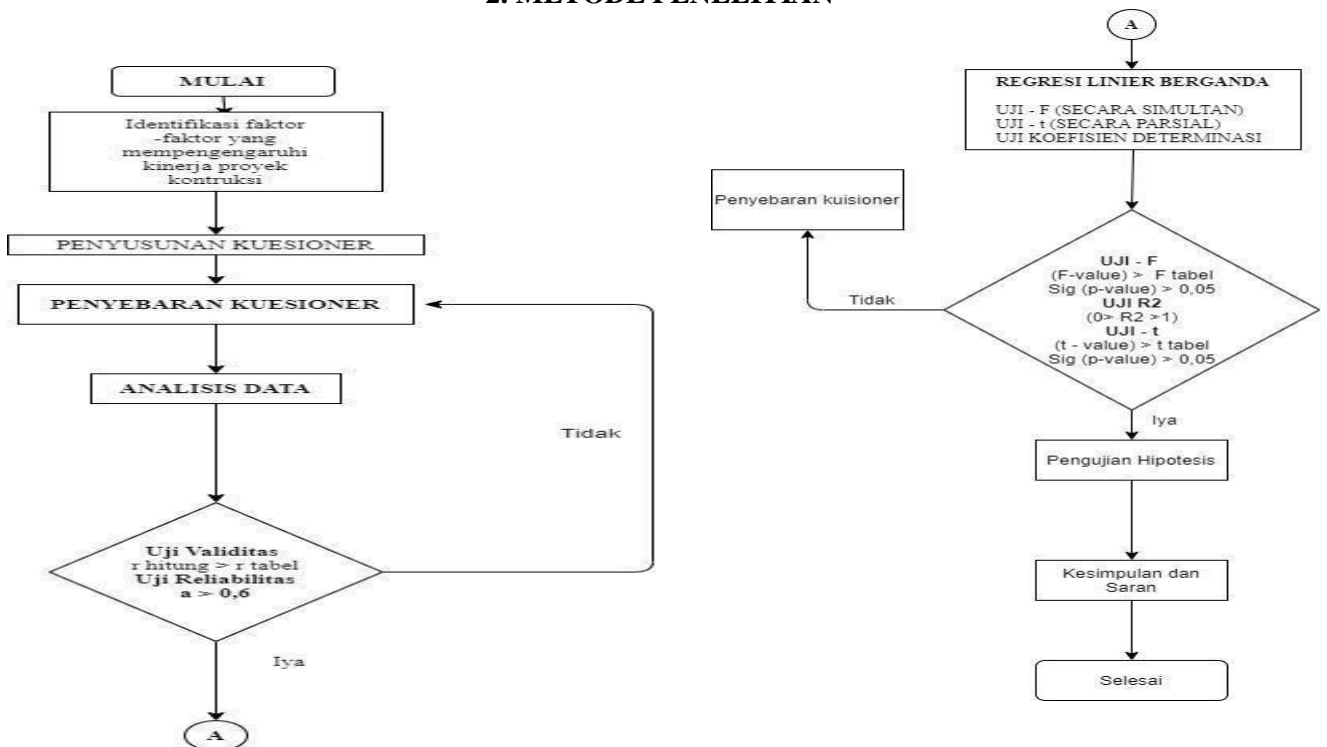 2. METODE PENELITIAN
MULAI
Identifikasi faktor
-faktor yang
mempengengaruhi
kinerja proyek
kontruksi
PENYUSUNAN KUESIONER
PENYEBARAN KUESIONER
ANALISIS DATA
Tidak
Uji Validitas
r hitung > r tabel
Uji Reliabilitas
a > 0,6
Iya
A
A
REGRESI LINIER BERGANDA
UJI - F (SECARA SIMULTAN)
UJI - t (SECARA PARSIAL)
UJI KOEFISIEN DETERMINASI
Penyebaran kuisioner
Tidak
UJI - F
(F-value) > F tabel
Sig (p-value) > 0,05
UJI R2
(0> R2 >1)
UJI - t
(t - value) > t tabel
Sig (p-value) > 0,05
Iya
Pengujian Hipotesis
Kesimpulan dan
Saran
Selesai